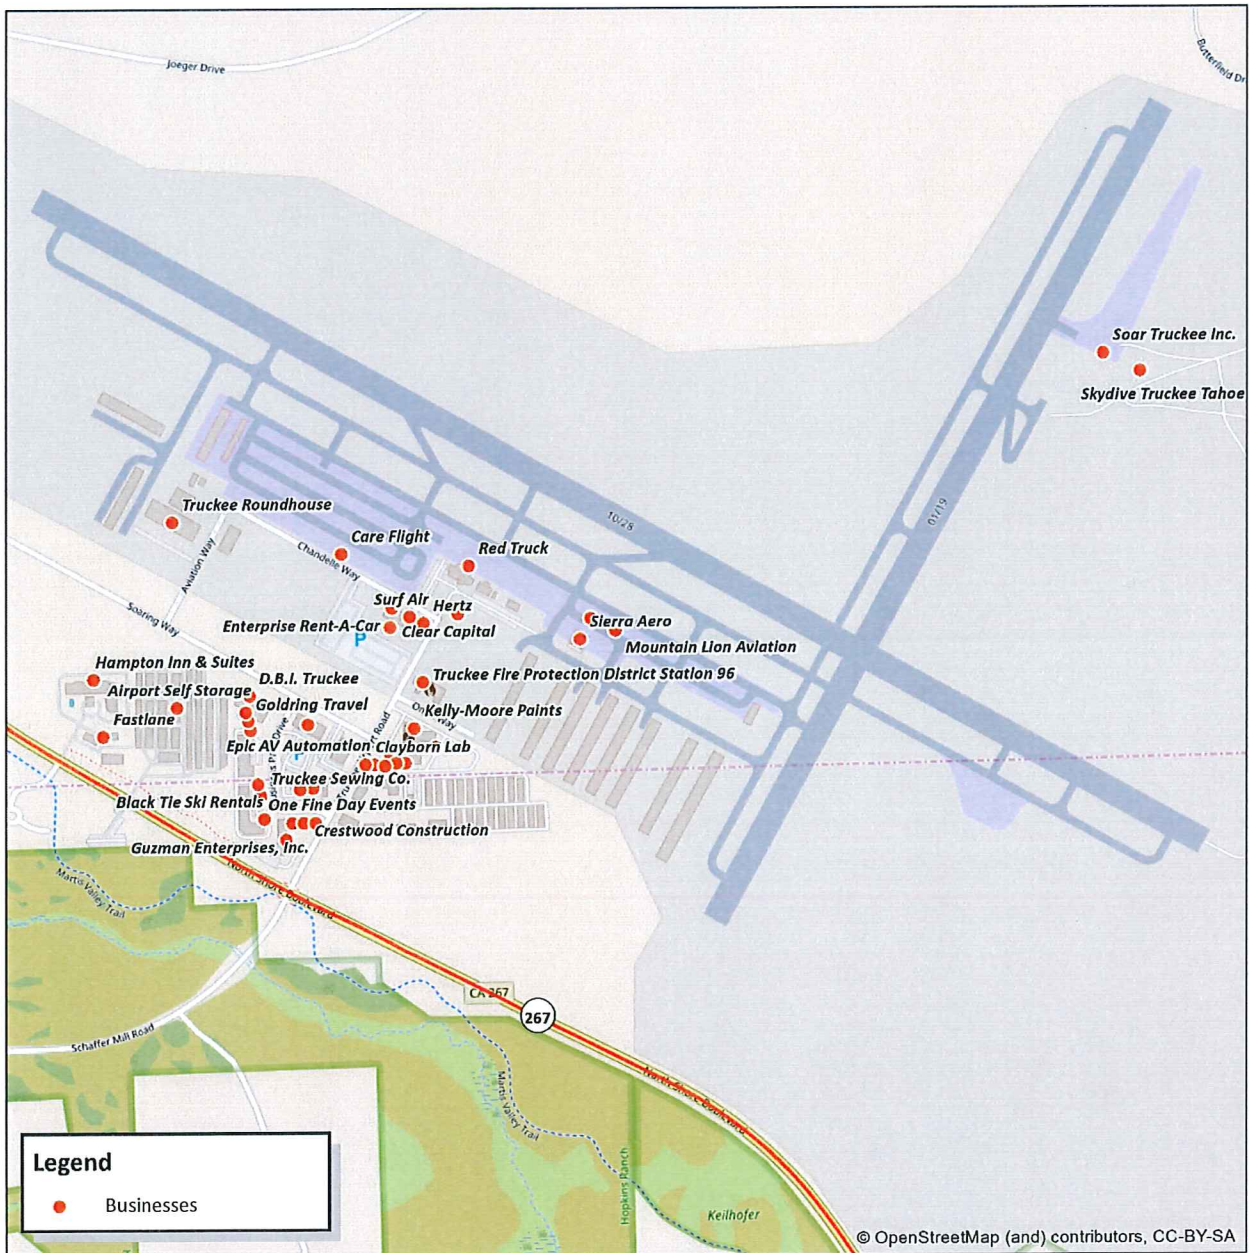 Joeger Drive
Butterfield Dr
Soar Truckee Inc.
Skydive Truckee Tahoe
Truckee Roundhouse
10/28
01/19
Care Flight
Red Truck
Chandelle Way
Aviation Way
Surf Air
Hertz
Soaring Way
Enterprise Rent-A-Car
Clear Capital
P
Sierra Aero
Mountain Lion Aviation
Hampton Inn & Suites
D.B.I. Truckee
Truckee Fire Protection District Station 96
Airport Self Storage
Goldring Travel
Kelly-Moore Paints
Fastlane
Epic AV Automation
Clayborn Lab
Truckee Sewing Co.
Black Tie Ski Rentals
One Fine Day Events
Crestwood Construction
Guzman Enterprises, Inc.
North Shore Boulevard
Martis Valley Trail
CA 267
267
Schaffer Mill Road
North Shore Boulevard
Martis Valley Trail
Hopkins Ranch
Keilhofer
Legend
Businesses
© OpenStreetMap (and) contributors, CC-BY-SA